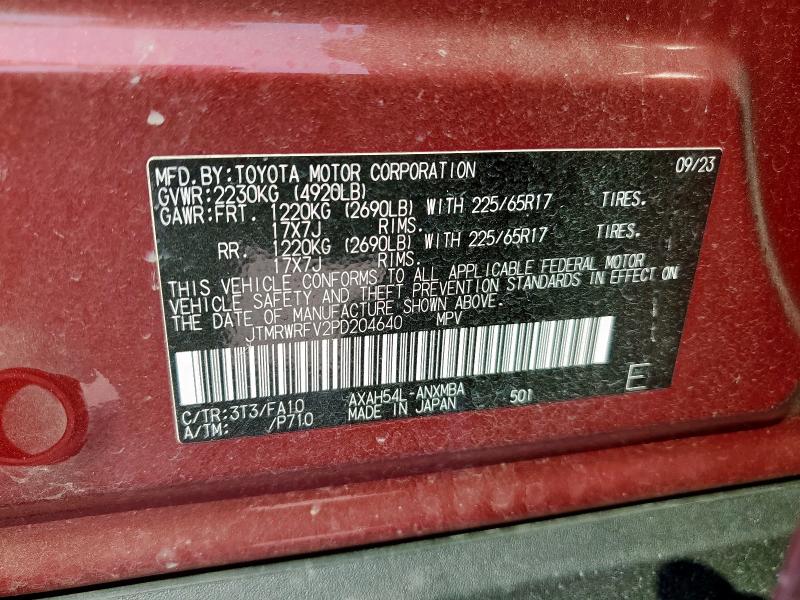 MFD. BY: TOYOTA MOTOR CORPORATION 09/23
GVWR: 2230KG (4920LB)
GAWR: FRT. 1220KG (2690LB) WITH 225/65R17 TIRES.
17X7J RIMS.
RR. 1220KG (2690LB) WITH 225/65R17 TIRES.
17X7J RIMS.
THIS VEHICLE CONFORMS TO ALL APPLICABLE FEDERAL MOTOR
VEHICLE SAFETY AND THEFT PREVENTION STANDARDS IN EFFECT ON
THE DATE OF MANUFACTURE SHOWN ABOVE.
JTMRWRFV2PD204640 MPV
C/TR: 3T3/FA10 AXAH54L-ANXMBA 501 E
A/TM: /P710 MADE IN JAPAN